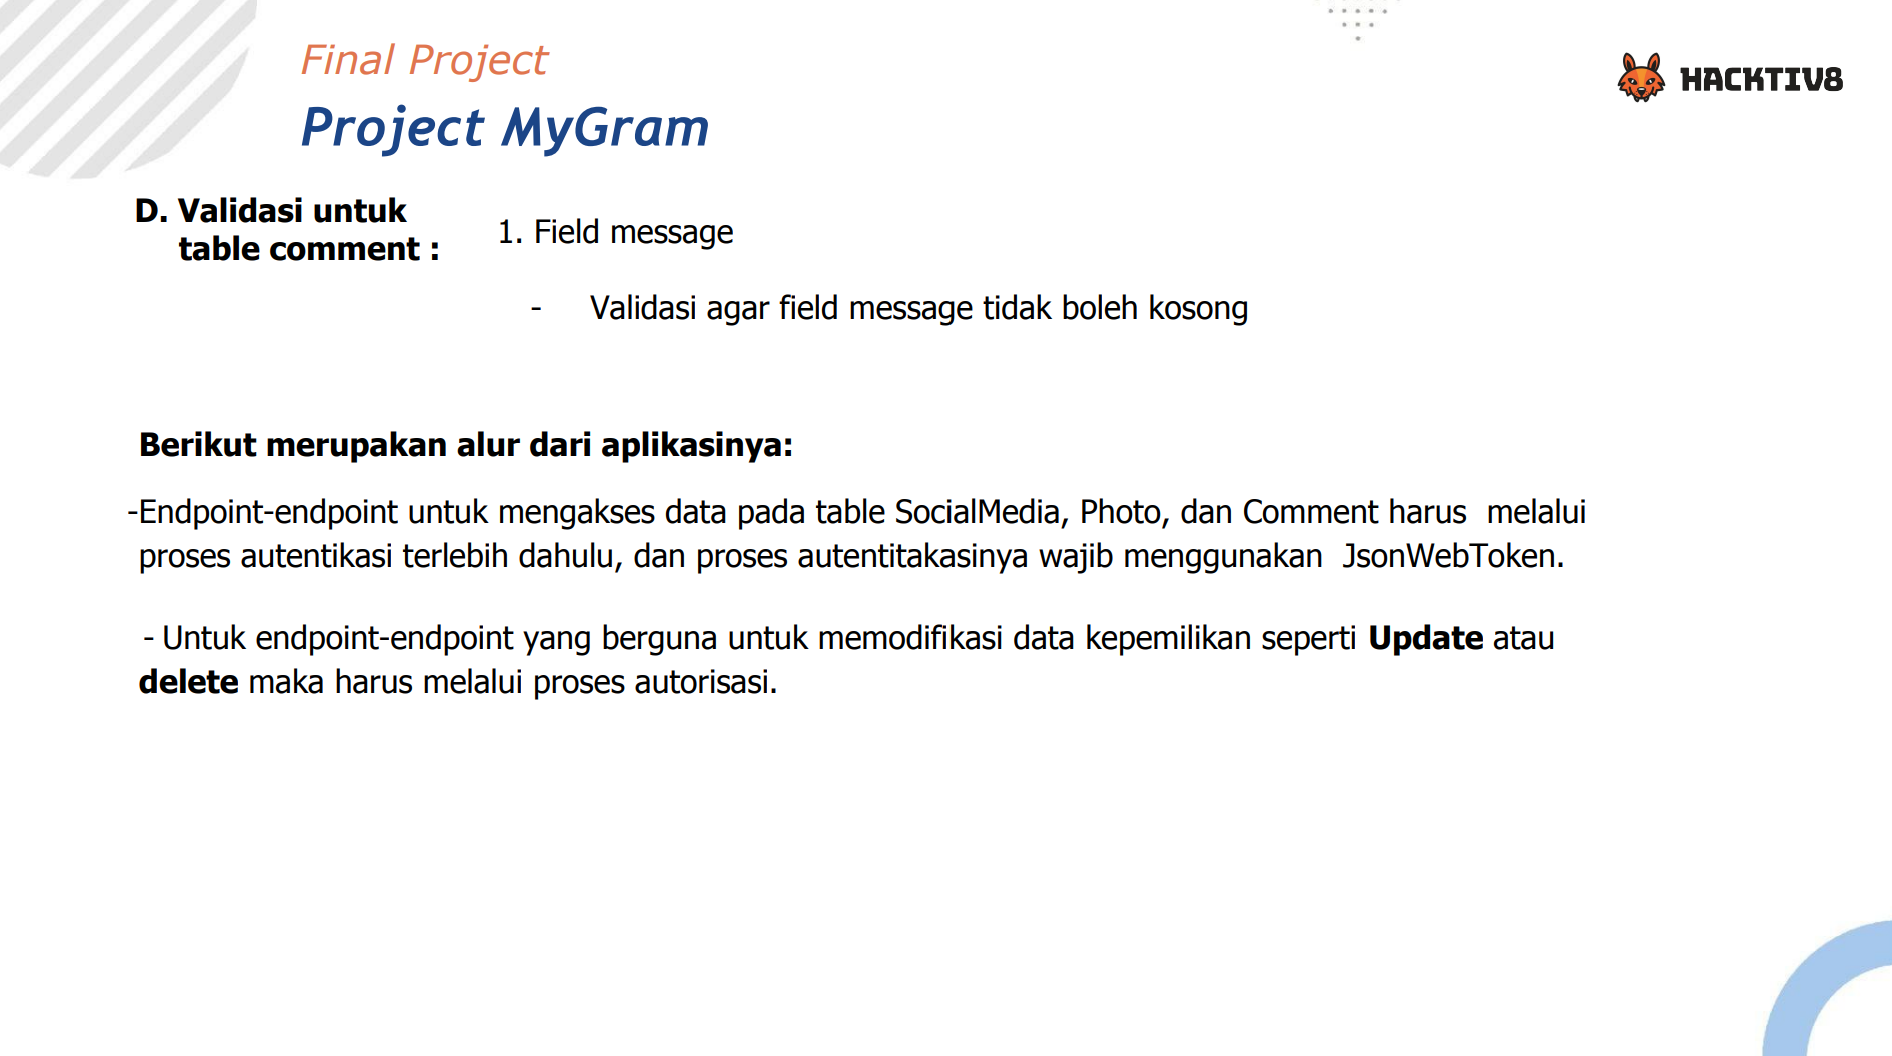 Final Project
HACKTIV8
Project MyGram
D. Validasi untuk
table comment :
1. Field message
- Validasi agar field message tidak boleh kosong
Berikut merupakan alur dari aplikasinya:
-Endpoint-endpoint untuk mengakses data pada table SocialMedia, Photo, dan Comment harus melalui
proses autentikasi terlebih dahulu, dan proses autentitakasinya wajib menggunakan JsonWebToken.
- Untuk endpoint-endpoint yang berguna untuk memodifikasi data kepemilikan seperti Update atau
delete maka harus melalui proses autorisasi.